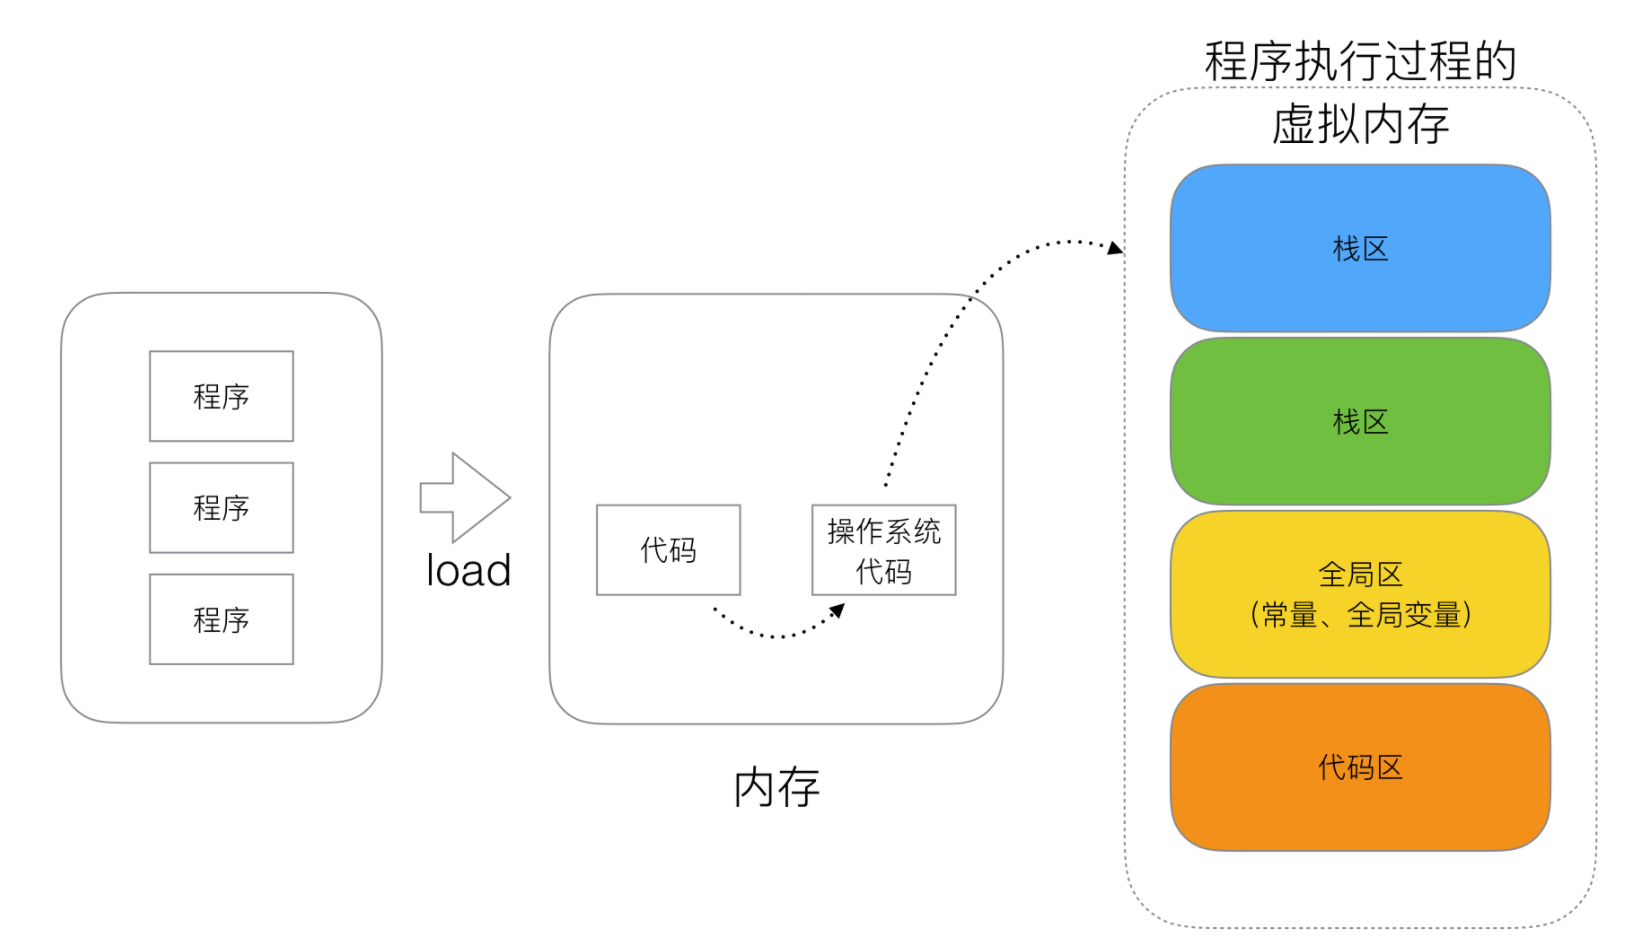 程序
程序
程序
load
代码
操作系统
代码
内存
程序执行过程的
虚拟内存
栈区
栈区
全局区
（常量、全局变量）
代码区